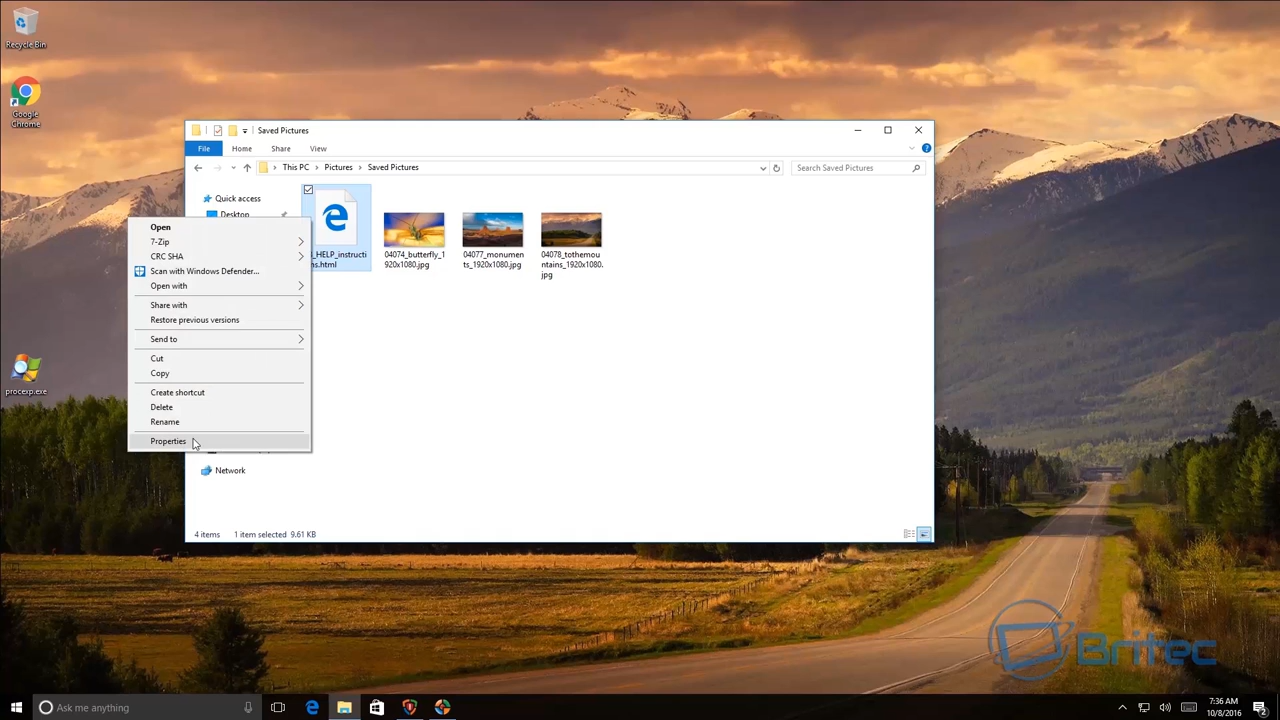 Recycle Bin
Google
Chrome
procexp.exe
Saved Pictures
File
Home
Share
View
This PC
Pictures
Saved Pictures
Search Saved Pictures
Quick access
Desktop
Network
_HELP_instructi
ns.html
04074_butterfly_1
920x1080.jpg
04077_monumen
ts_1920x1080.jpg
04078_tothemou
ntains_1920x1080.
jpg
Open
7-Zip
CRC SHA
Scan with Windows Defender...
Open with
Share with
Restore previous versions
Send to
Cut
Copy
Create shortcut
Delete
Rename
Properties
4 items
1 item selected 9.61 KB
Britec
Ask me anything
7:36 AM
10/8/2016
2